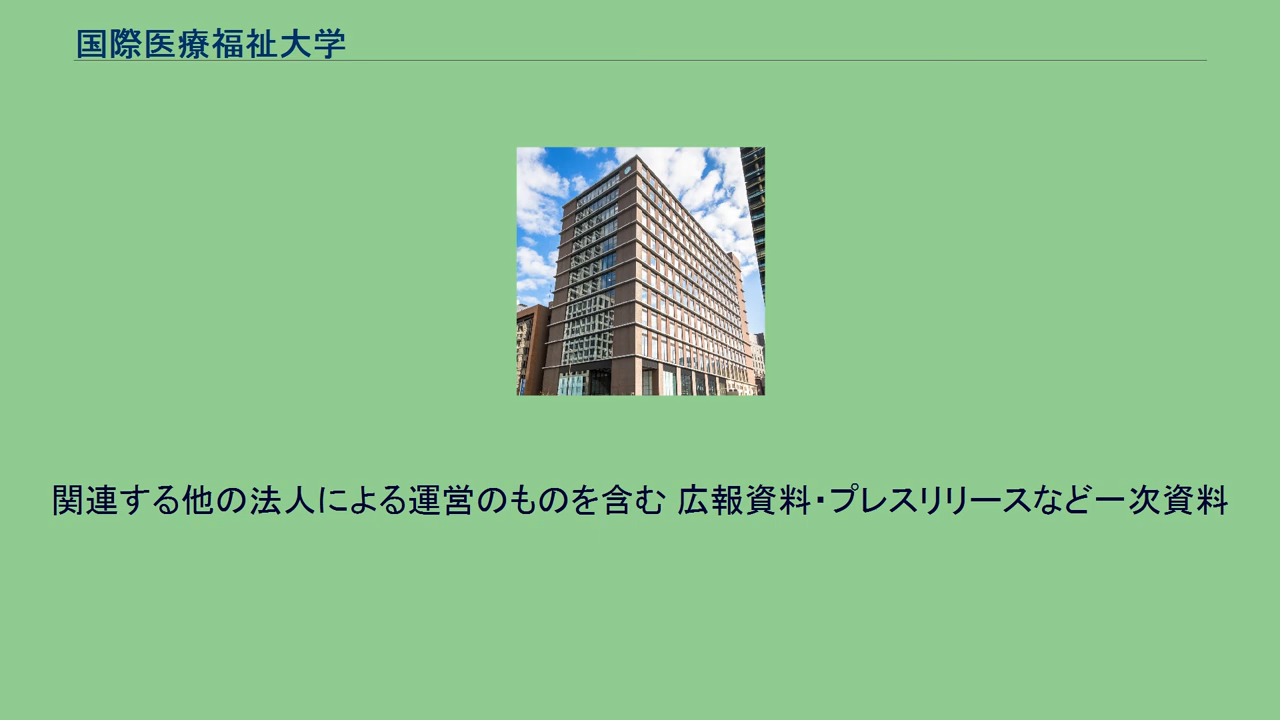 国際医療福祉大学
関連する他の法人による運営のものを含む 広報資料・プレスリリースなど一次資料